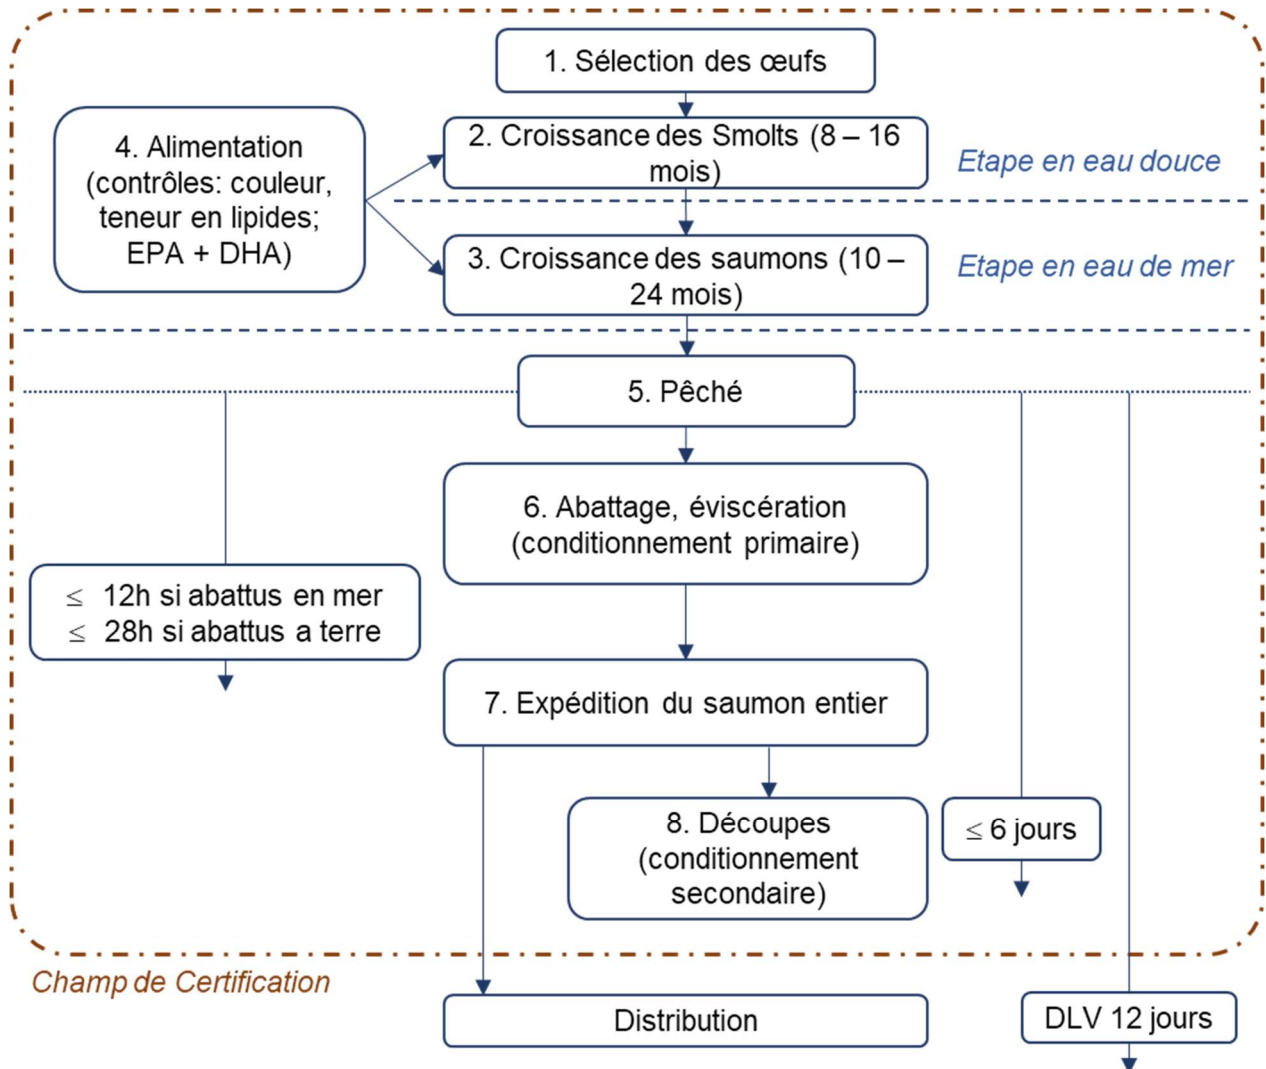 1. Sélection des œufs
2. Croissance des Smolts (8 – 16
mois)
Etape en eau douce
4. Alimentation
(contrôles: couleur,
teneur en lipides;
EPA + DHA)
3. Croissance des saumons (10 –
24 mois)
Etape en eau de mer
5. Pêché
6. Abattage, éviscération
(conditionnement primaire)
≤ 12h si abattus en mer
≤ 28h si abattus a terre
7. Expédition du saumon entier
8. Découpes
(conditionnement
secondaire)
≤ 6 jours
Champ de Certification
Distribution
DLV 12 jours